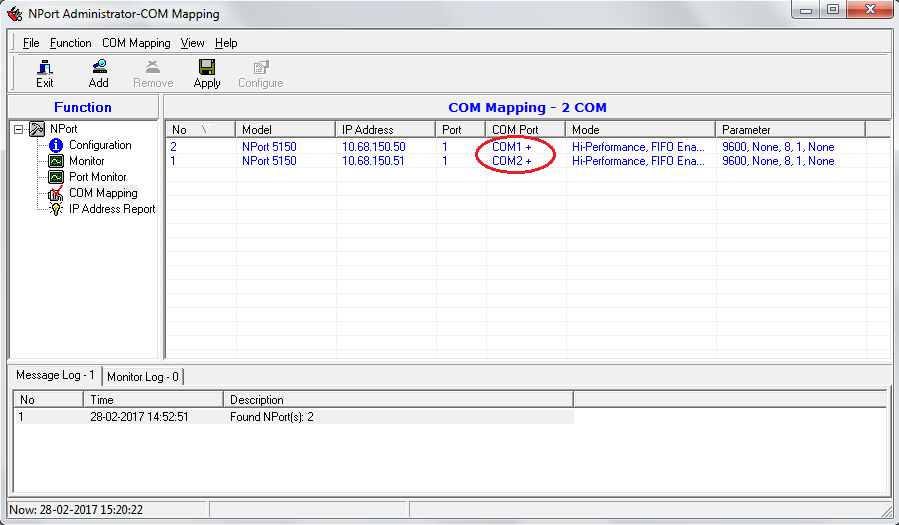 NPort Administrator-COM Mapping
File Function COM Mapping View Help
Exit Add Remove Apply Configure
Function
COM Mapping - 2 COM
NPort
Configuration
Monitor
Port Monitor
COM Mapping
IP Address Report
No Model IP Address Port COM Port Mode Parameter
2 NPort 5150 10.68.150.50 1 COM1 + Hi-Performance, FIFO Ena... 9600, None, 8, 1, None
1 NPort 5150 10.68.150.51 1 COM2 + Hi-Performance, FIFO Ena... 9600, None, 8, 1, None
Message Log - 1 Monitor Log - 0
No Time Description
1 28-02-2017 14:52:51 Found NPort(s): 2
Now: 28-02-2017 15:20:22